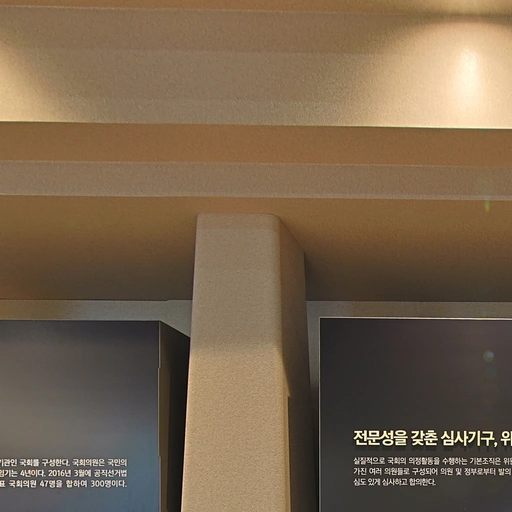 기관인 국회를 구성한다. 국회의원은 국민의
임기는 4년이다. 2016년 3월에 공직선거법
표 국회의원 47명을 합하여 300명이다.
전문성을 갖춘 심사기구, 위
실질적으로 국회의 의정활동을 수행하는 기본조직은 위원
가진 여러 의원들로 구성되어 의원 및 정부로부터 발의
심도 있게 심사하고 합의한다.